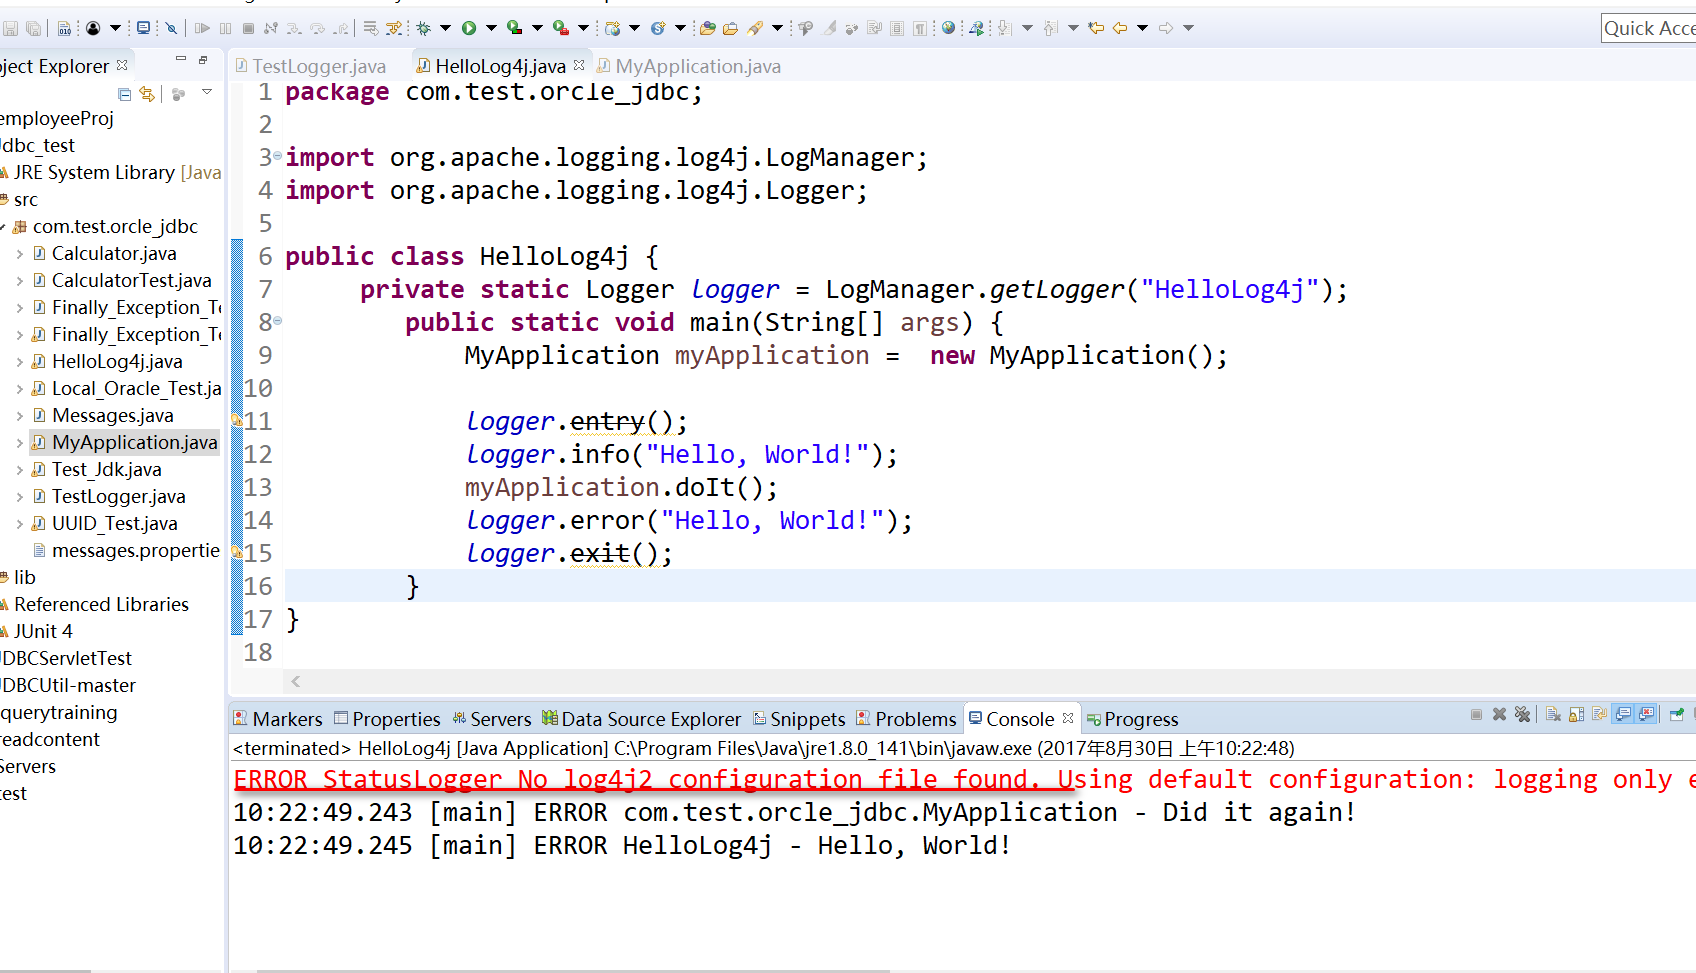 Quick Acce
ject Explorer
TestLogger.java
HelloLog4j.java
MyApplication.java
employeeProj
dbc_test
JRE System Library [Java
src
com.test.orcle_jdbc
Calculator.java
CalculatorTest.java
Finally_Exception_Te
Finally_Exception_Te
HelloLog4j.java
Local_Oracle_Test.ja
Messages.java
MyApplication.java
Test_Jdk.java
TestLogger.java
UUID_Test.java
messages.propertie
lib
Referenced Libraries
JUnit 4
DBCServletTest
DBCUtil-master
querytraining
readcontent
Servers
est
1 package com.test.orcle_jdbc;
2
3 import org.apache.logging.log4j.LogManager;
4 import org.apache.logging.log4j.Logger;
5
6 public class HelloLog4j {
7 private static Logger logger = LogManager.getLogger("HelloLog4j");
8 public static void main(String[] args) {
9 MyApplication myApplication = new MyApplication();
10
11 logger.entry();
12 logger.info("Hello, World!");
13 myApplication.doIt();
14 logger.error("Hello, World!");
15 logger.exit();
16 }
17 }
18
Markers Properties Servers Data Source Explorer Snippets Problems Console Progress
<terminated> HelloLog4j [Java Application] C:\Program Files\Java\jre1.8.0_141\bin\javaw.exe (2017年8月30日 上午10:22:48)
ERROR StatusLogger No log4j2 configuration file found. Using default configuration: logging only e
10:22:49.243 [main] ERROR com.test.orcle_jdbc.MyApplication - Did it again!
10:22:49.245 [main] ERROR HelloLog4j - Hello, World!